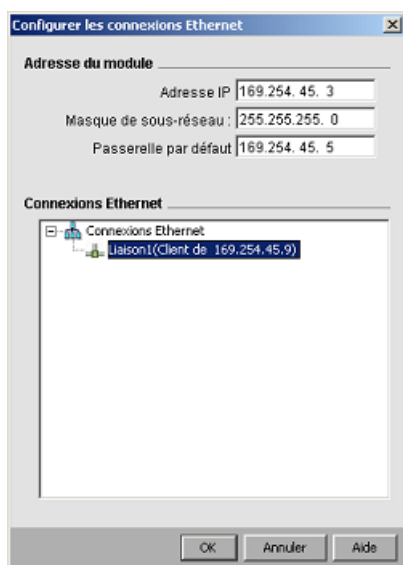 Configurer les connexions Ethernet
Adresse du module
Adresse IP 169.254. 45. 3
Masque de sous-réseau : 255.255.255. 0
Passerelle par défaut 169.254. 45. 5
Connexions Ethernet
Connexions Ethernet
Liaison1(Client de 169.254.45.9)
OK Annuler Aide